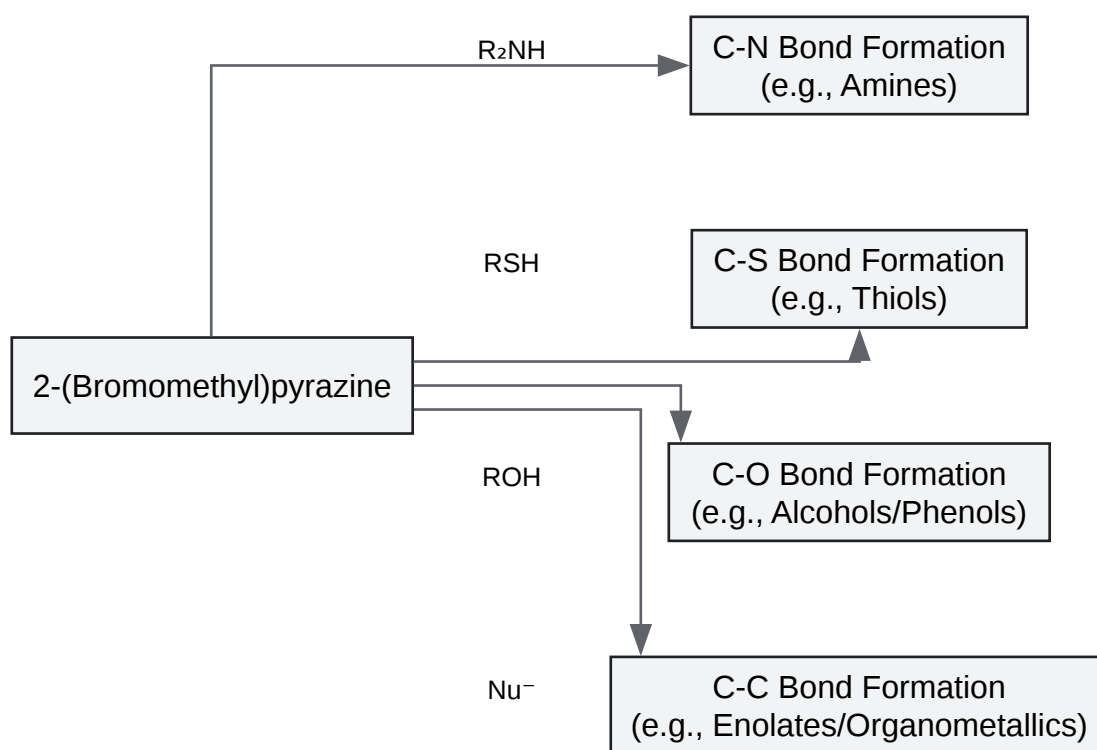 R₂NH
C-N Bond Formation
(e.g., Amines)
RSH
C-S Bond Formation
(e.g., Thiols)
2-(Bromomethyl)pyrazine
ROH
C-O Bond Formation
(e.g., Alcohols/Phenols)
Nu⁻
C-C Bond Formation
(e.g., Enolates/Organometallics)